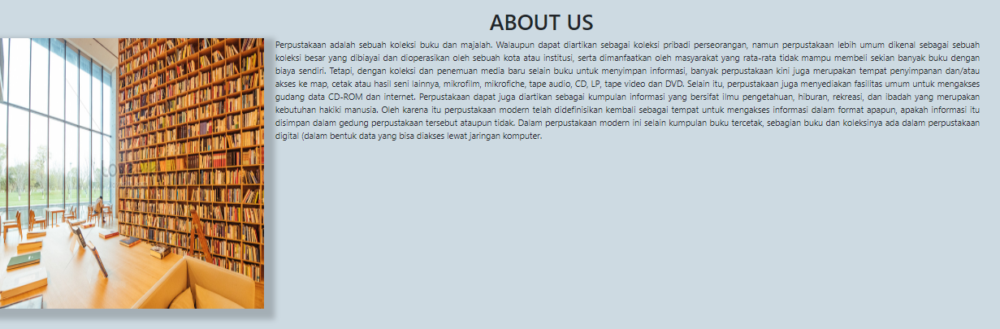 ABOUT US
Perpustakaan adalah sebuah koleksi buku dan majalah. Walaupun dapat diartikan sebagai koleksi pribadi perseorangan, namun perpustakaan lebih umum dikenal sebagai sebuah
koleksi besar yang dibiayai dan dioperasikan oleh sebuah kota atau institusi, serta dimanfaatkan oleh masyarakat yang rata-rata tidak mampu membeli sekian banyak buku dengan
biaya sendiri. Tetapi, dengan koleksi dan penemuan media baru selain buku untuk menyimpan informasi, banyak perpustakaan kini juga merupakan tempat penyimpanan dan/atau
akses ke map, cetak atau hasil seni lainnya, mikrofilm, mikrofiche, tape audio, CD, LP, tape video dan DVD. Selain itu, perpustakaan juga menyediakan fasilitas umum untuk mengakses
gudang data CD-ROM dan internet. Perpustakaan dapat juga diartikan sebagai kumpulan informasi yang bersifat ilmu pengetahuan, hiburan, rekreasi, dan ibadah yang merupakan
kebutuhan hakiki manusia. Oleh karena itu perpustakaan modern telah didefinisikan kembali sebagai tempat untuk mengakses informasi dalam format apapun, apakah informasi itu
disimpan dalam gedung perpustakaan tersebut ataupun tidak. Dalam perpustakaan modern ini selain kumpulan buku tercetak, sebagian buku dan koleksinya ada dalam perpustakaan
digital (dalam bentuk data yang bisa diakses lewat jaringan komputer.